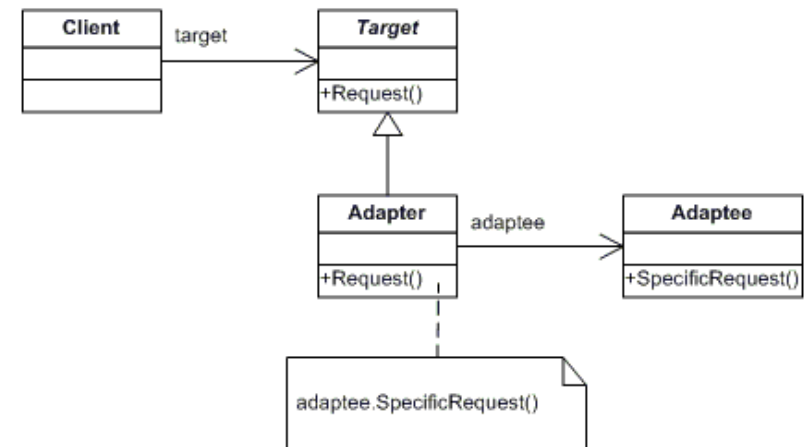 Client
target
Target
+Request()
Adapter
adaptee
Adaptee
+Request()
+SpecificRequest()
adaptee.SpecificRequest()